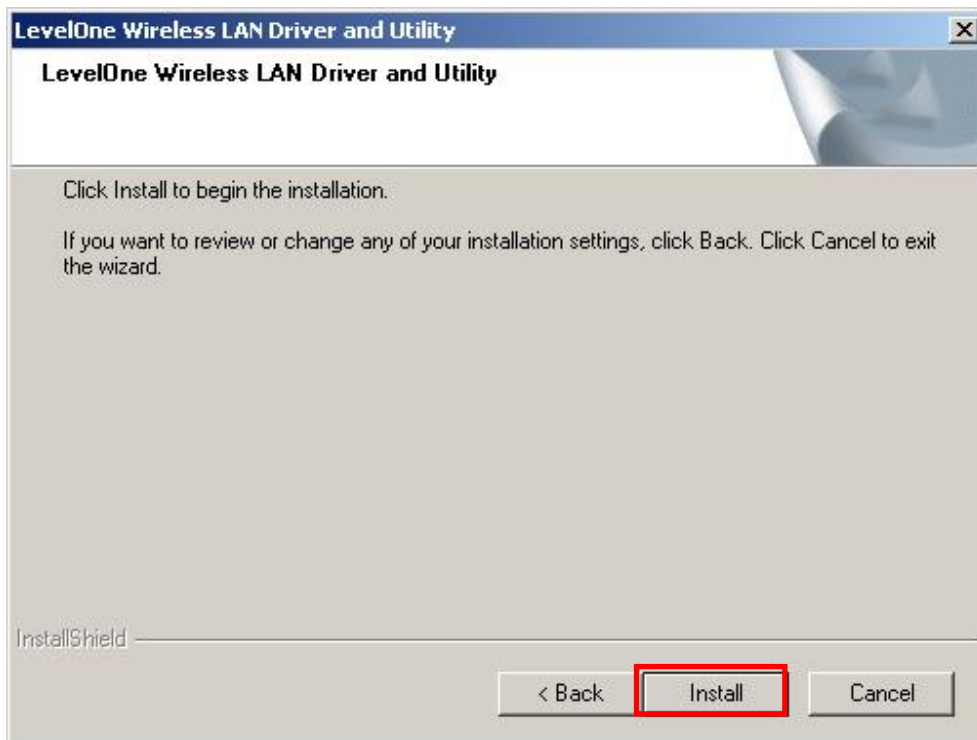 LevelOne Wireless LAN Driver and Utility
LevelOne Wireless LAN Driver and Utility
Click Install to begin the installation.
If you want to review or change any of your installation settings, click Back. Click Cancel to exit
the wizard.
InstallShield
< Back
Install
Cancel